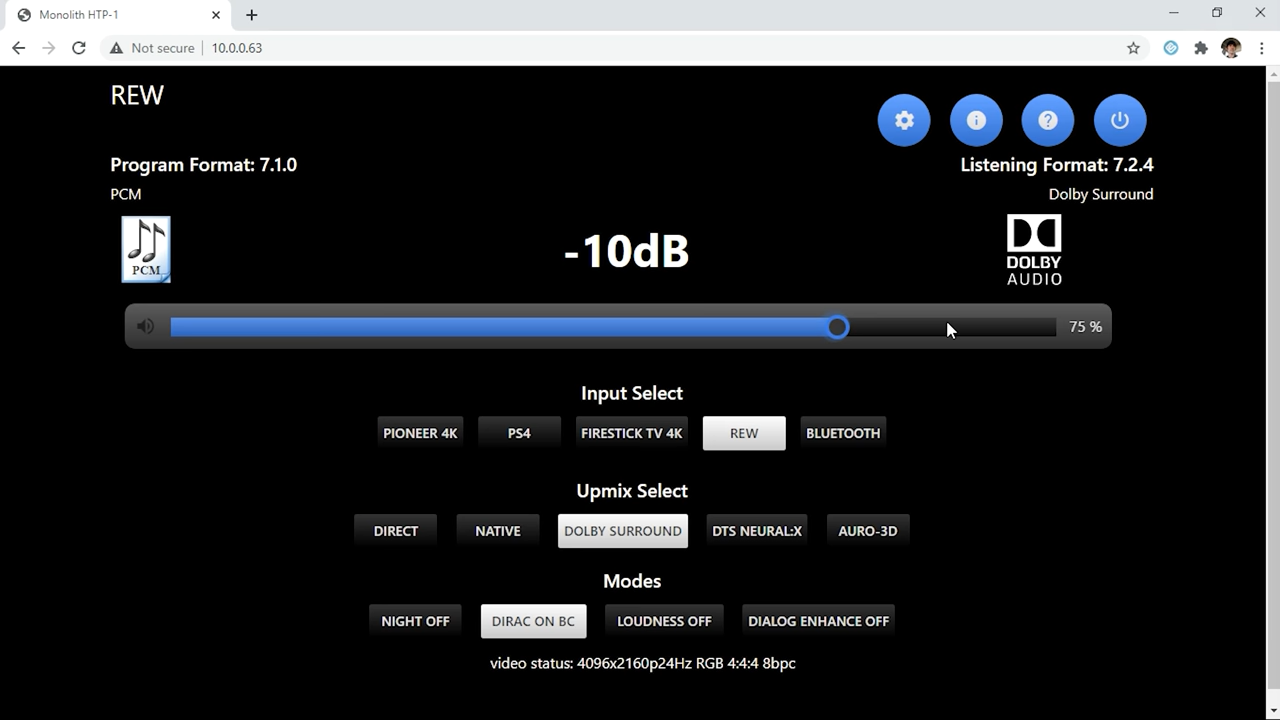 Monolith HTP-1
Not secure 10.0.0.63
REW
Program Format: 7.1.0
Listening Format: 7.2.4
PCM
Dolby Surround
PCM
-10dB
DOLBY
AUDIO
75 %
Input Select
PIONEER 4K PS4 FIRESTICK TV 4K REW BLUETOOTH
Upmix Select
DIRECT NATIVE DOLBY SURROUND DTS NEURAL:X AURO-3D
Modes
NIGHT OFF DIRAC ON BC LOUDNESS OFF DIALOG ENHANCE OFF
video status: 4096x2160p24Hz RGB 4:4:4 8bpc